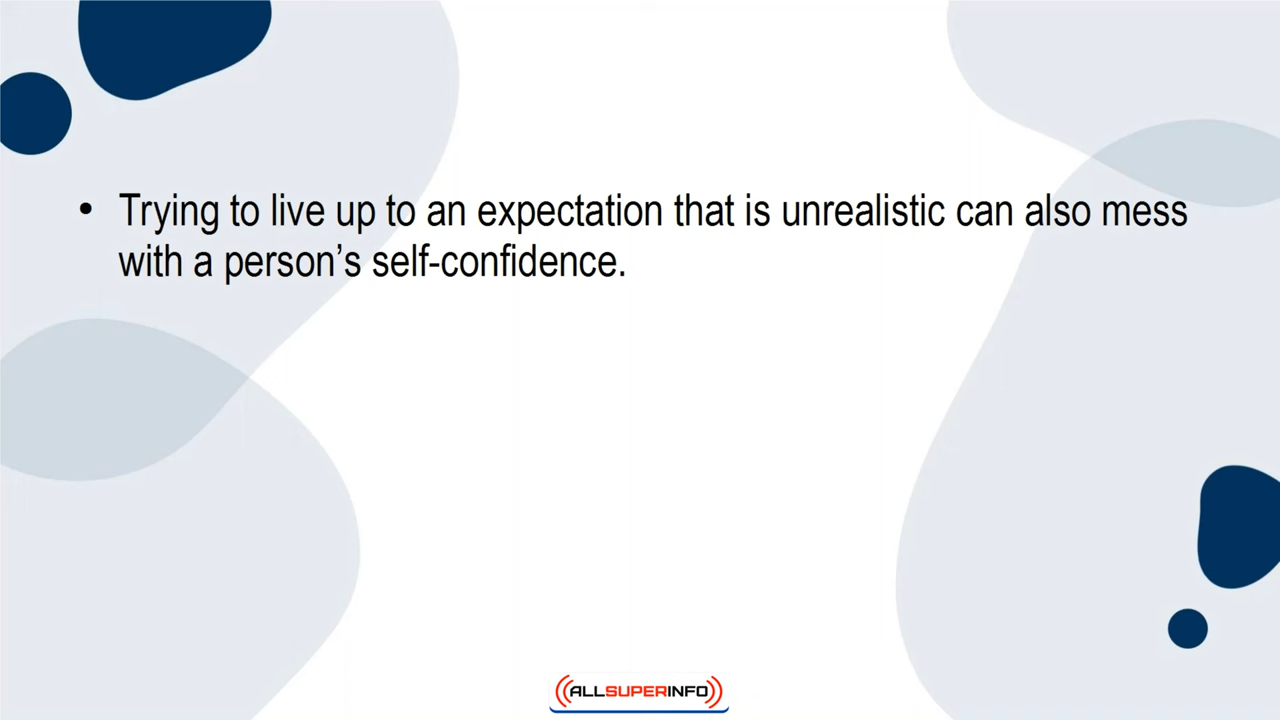 • Trying to live up to an expectation that is unrealistic can also mess
with a person’s self-confidence.
ALLSUPERINFO